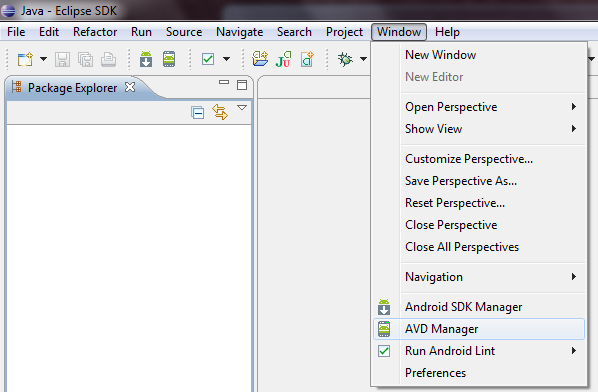 Java - Eclipse SDK
File Edit Refactor Run Source Navigate Search Project Window Help
Package Explorer
New Window
New Editor
Open Perspective
Show View
Customize Perspective...
Save Perspective As...
Reset Perspective...
Close Perspective
Close All Perspectives
Navigation
Android SDK Manager
AVD Manager
Run Android Lint
Preferences